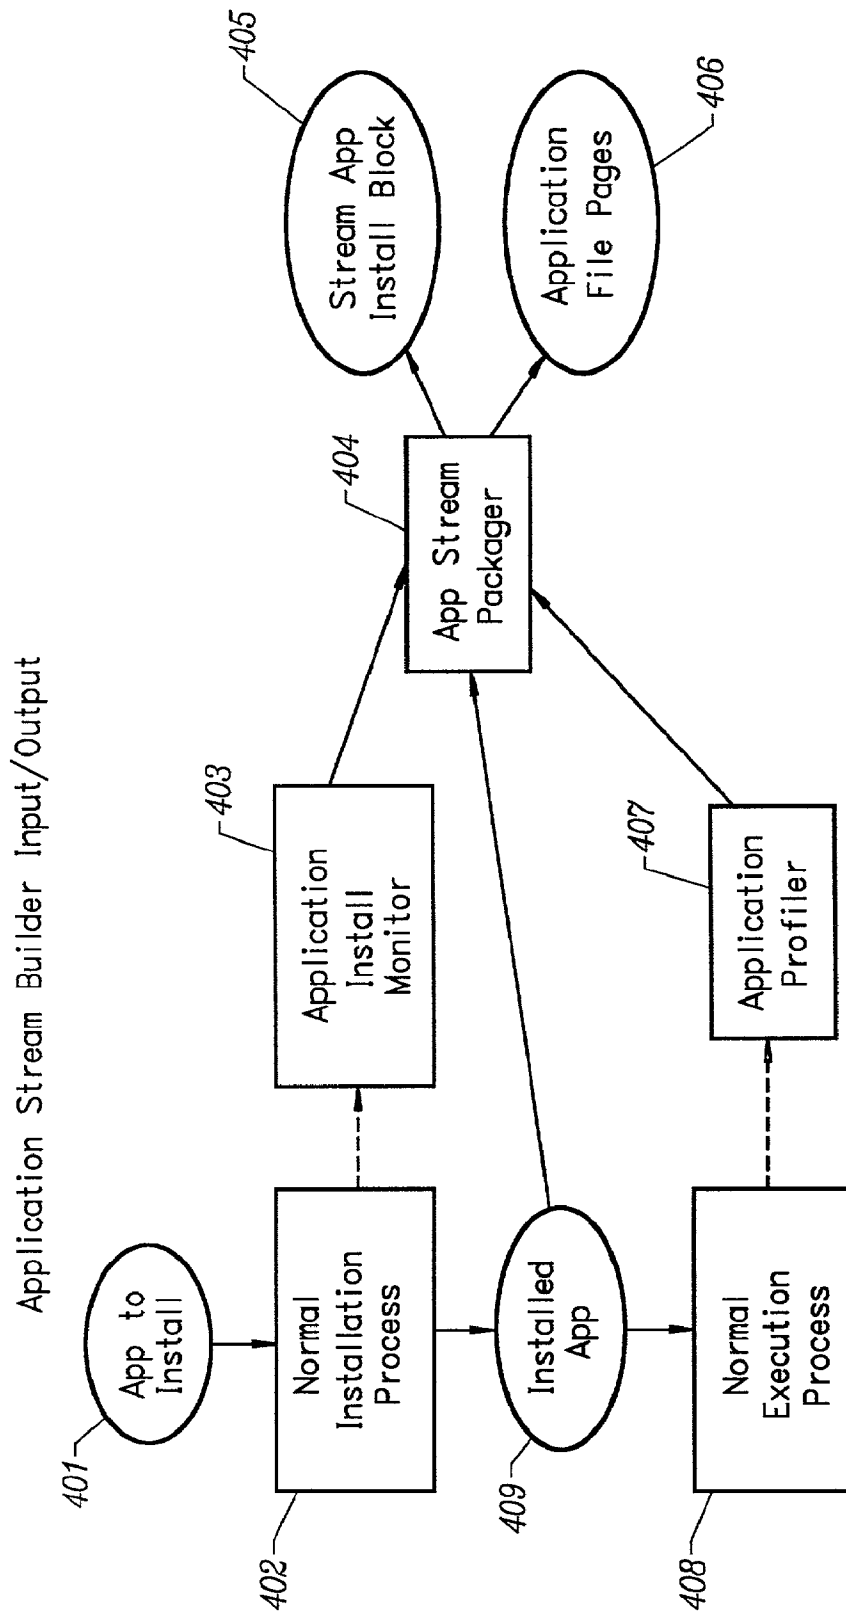 Application Stream Builder Input/Output
401
App to
Install
402
Normal
Installation
Process
403
Application
Install
Monitor
404
App Stream
Packager
405
Stream App
Install Block
406
Application
File Pages
409
Installed
App
407
Application
Profiler
408
Normal
Execution
Process